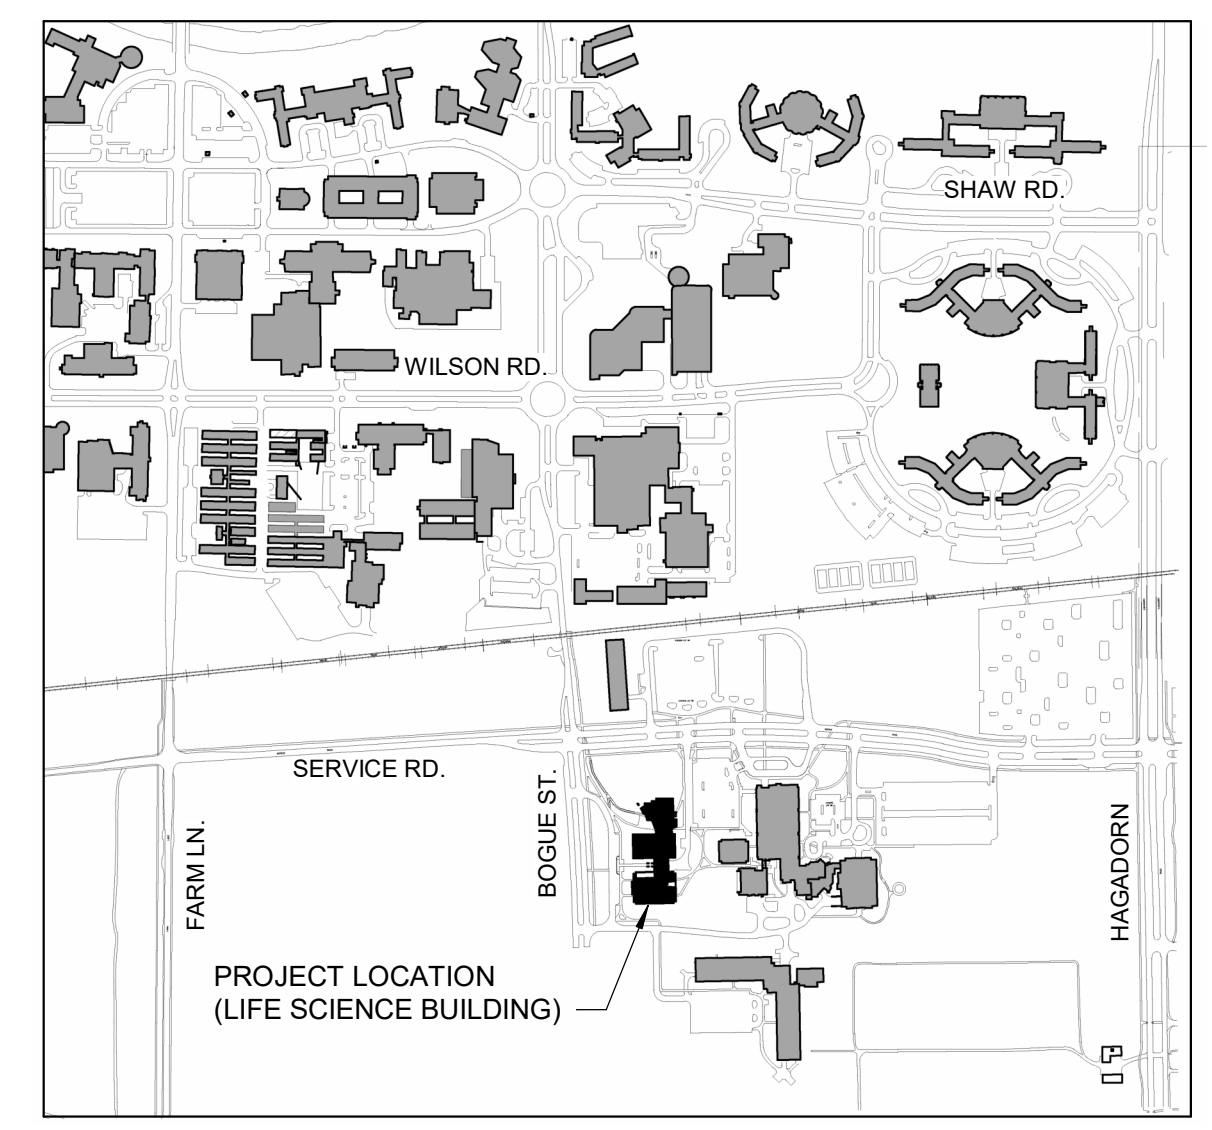 SHAW RD.
WILSON RD.
SERVICE RD.
BOGUE ST.
FARM LN.
HAGADORN
PROJECT LOCATION
(LIFE SCIENCE BUILDING)